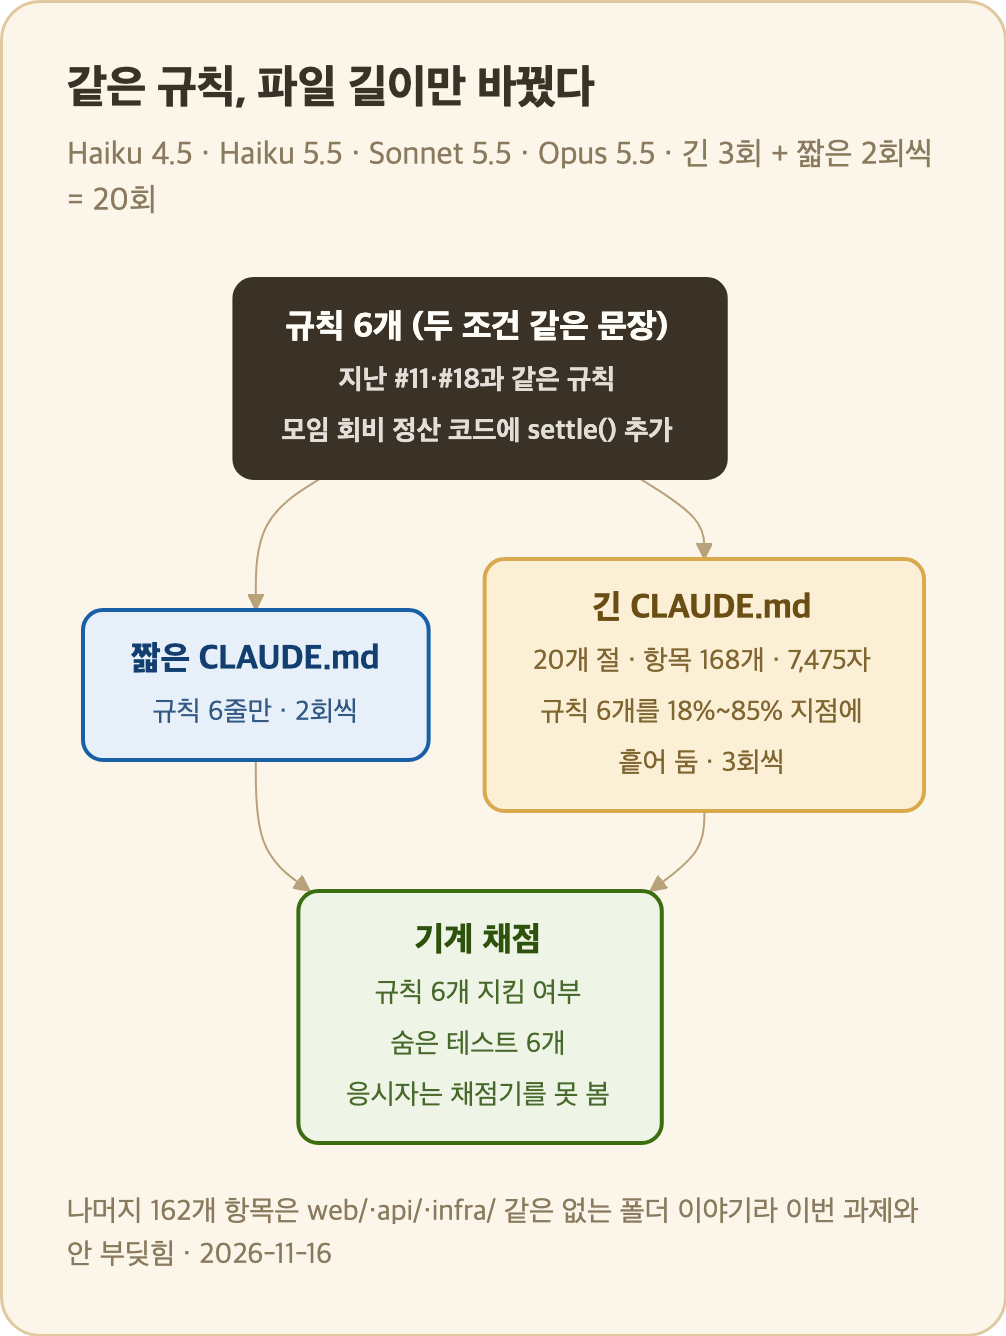 같은 규칙, 파일 길이만 바꿨다
Haiku 4.5 · Haiku 5.5 · Sonnet 5.5 · Opus 5.5 · 긴 3회 + 짧은 2회씩
= 20회
규칙 6개 (두 조건 같은 문장)
지난 #11·#18과 같은 규칙
모임 회비 정산 코드에 settle() 추가
짧은 CLAUDE.md
규칙 6줄만 · 2회씩
긴 CLAUDE.md
20개 절 · 항목 168개 · 7,475자
규칙 6개를 18%~85% 지점에
흩어 둠 · 3회씩
기계 채점
규칙 6개 지킴 여부
숨은 테스트 6개
응시자는 채점기를 못 봄
나머지 162개 항목은 web/·api/·infra/ 같은 없는 폴더 이야기라 이번 과제와
안 부딪힘 · 2026-11-16